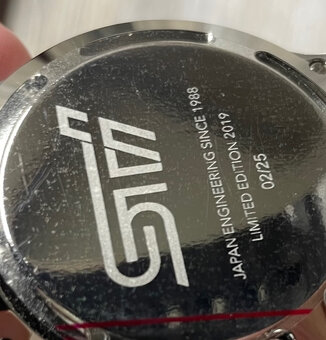 STI
JAPAN ENGINEERING SINCE 1988
LIMITED EDITION 2019
02/25